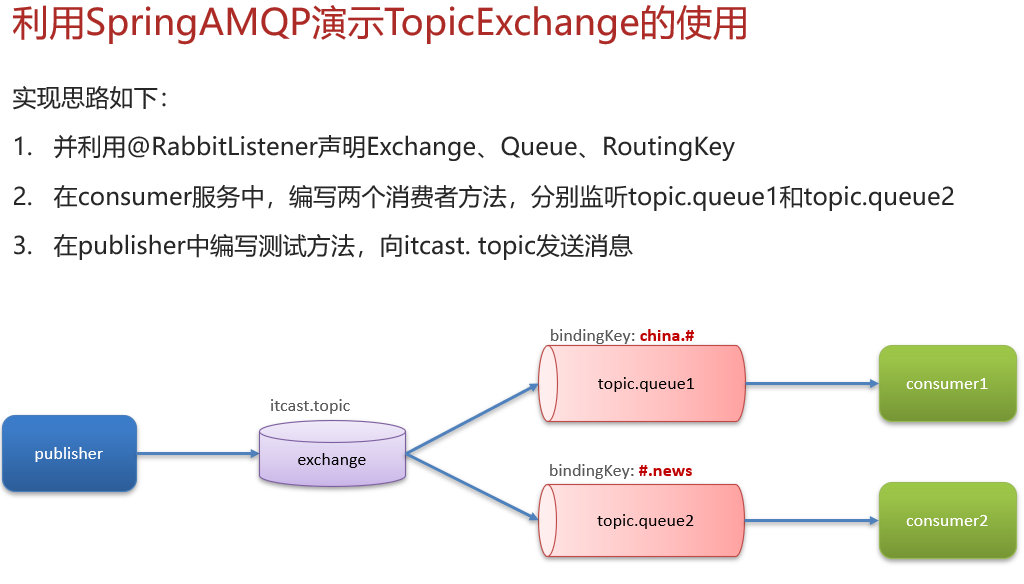 利用SpringAMQP演示TopicExchange的使用
实现思路如下：
1. 并利用@RabbitListener声明Exchange、Queue、RoutingKey
2. 在consumer服务中，编写两个消费者方法，分别监听topic.queue1和topic.queue2
3. 在publisher中编写测试方法，向itcast. topic发送消息
bindingKey: china.#
topic.queue1
consumer1
itcast.topic
publisher
exchange
bindingKey: #.news
topic.queue2
consumer2